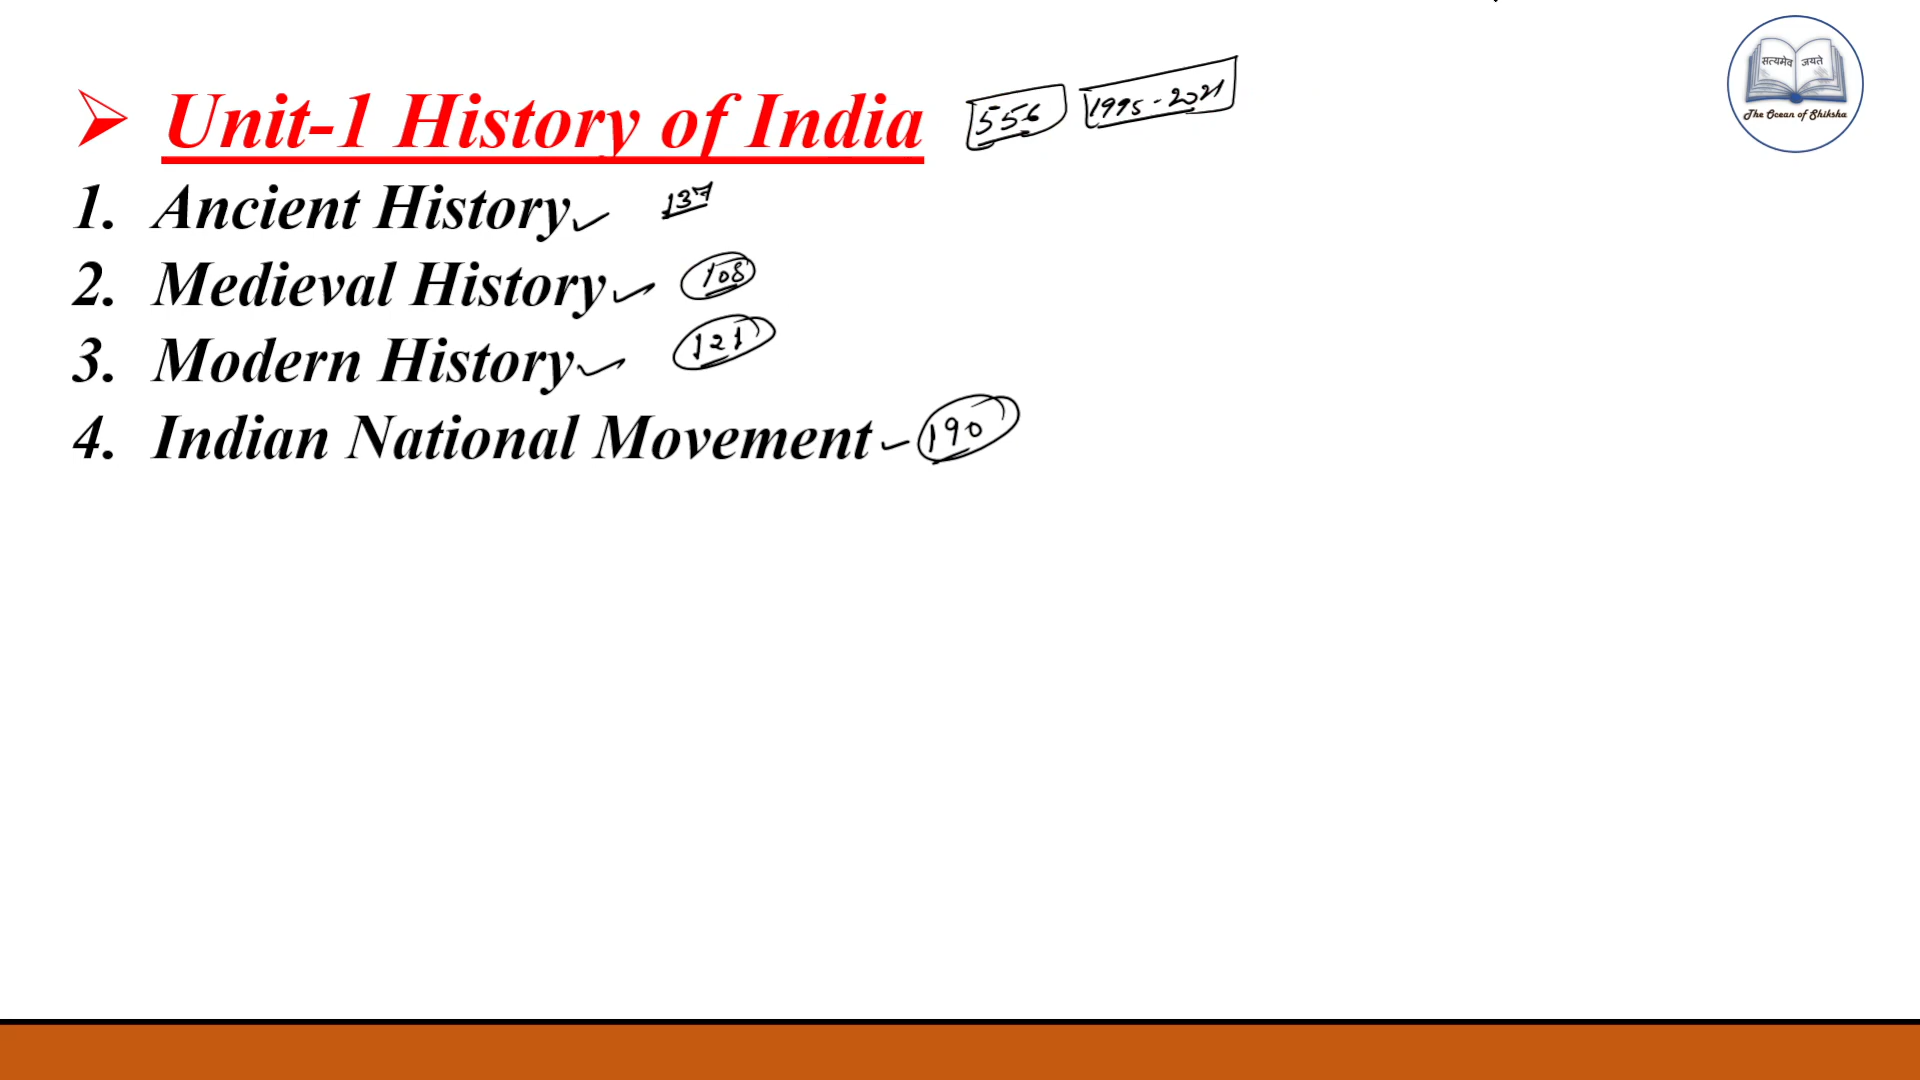 ➢ Unit-1 History of India 556 1995-2021
1. Ancient History 137
2. Medieval History 108
3. Modern History 121
4. Indian National Movement - 190
सत्यमेव जयते
The Ocean of Shiksha